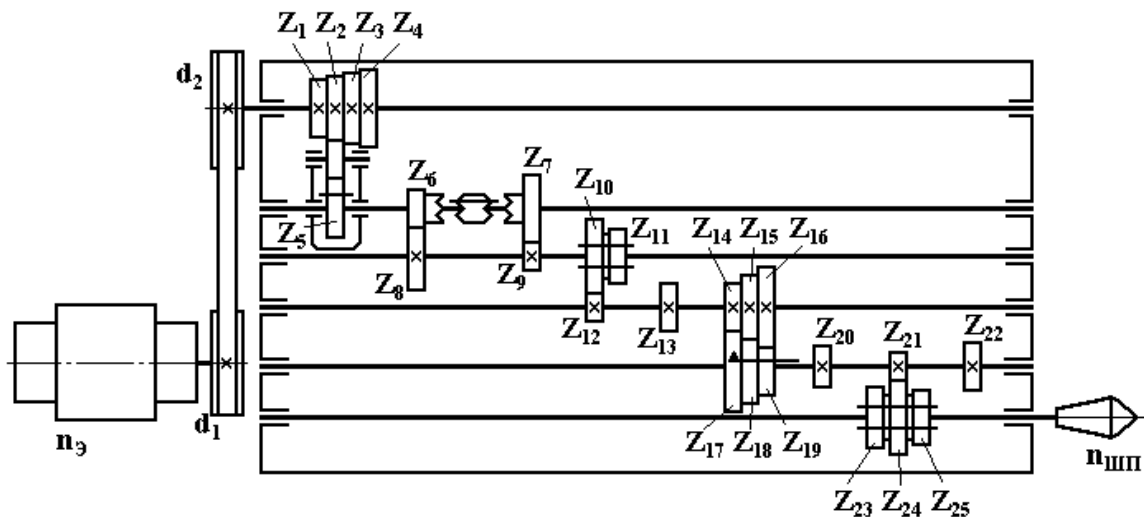 Z1 Z2 Z3 Z4
d2
Z6 Z7
Z10
Z5
Z11
Z14 Z15 Z16
Z8 Z9
Z12 Z13
Z20 Z21 Z22
d1
nЭ
Z17 Z18 Z19
nШП
Z23 Z24 Z25